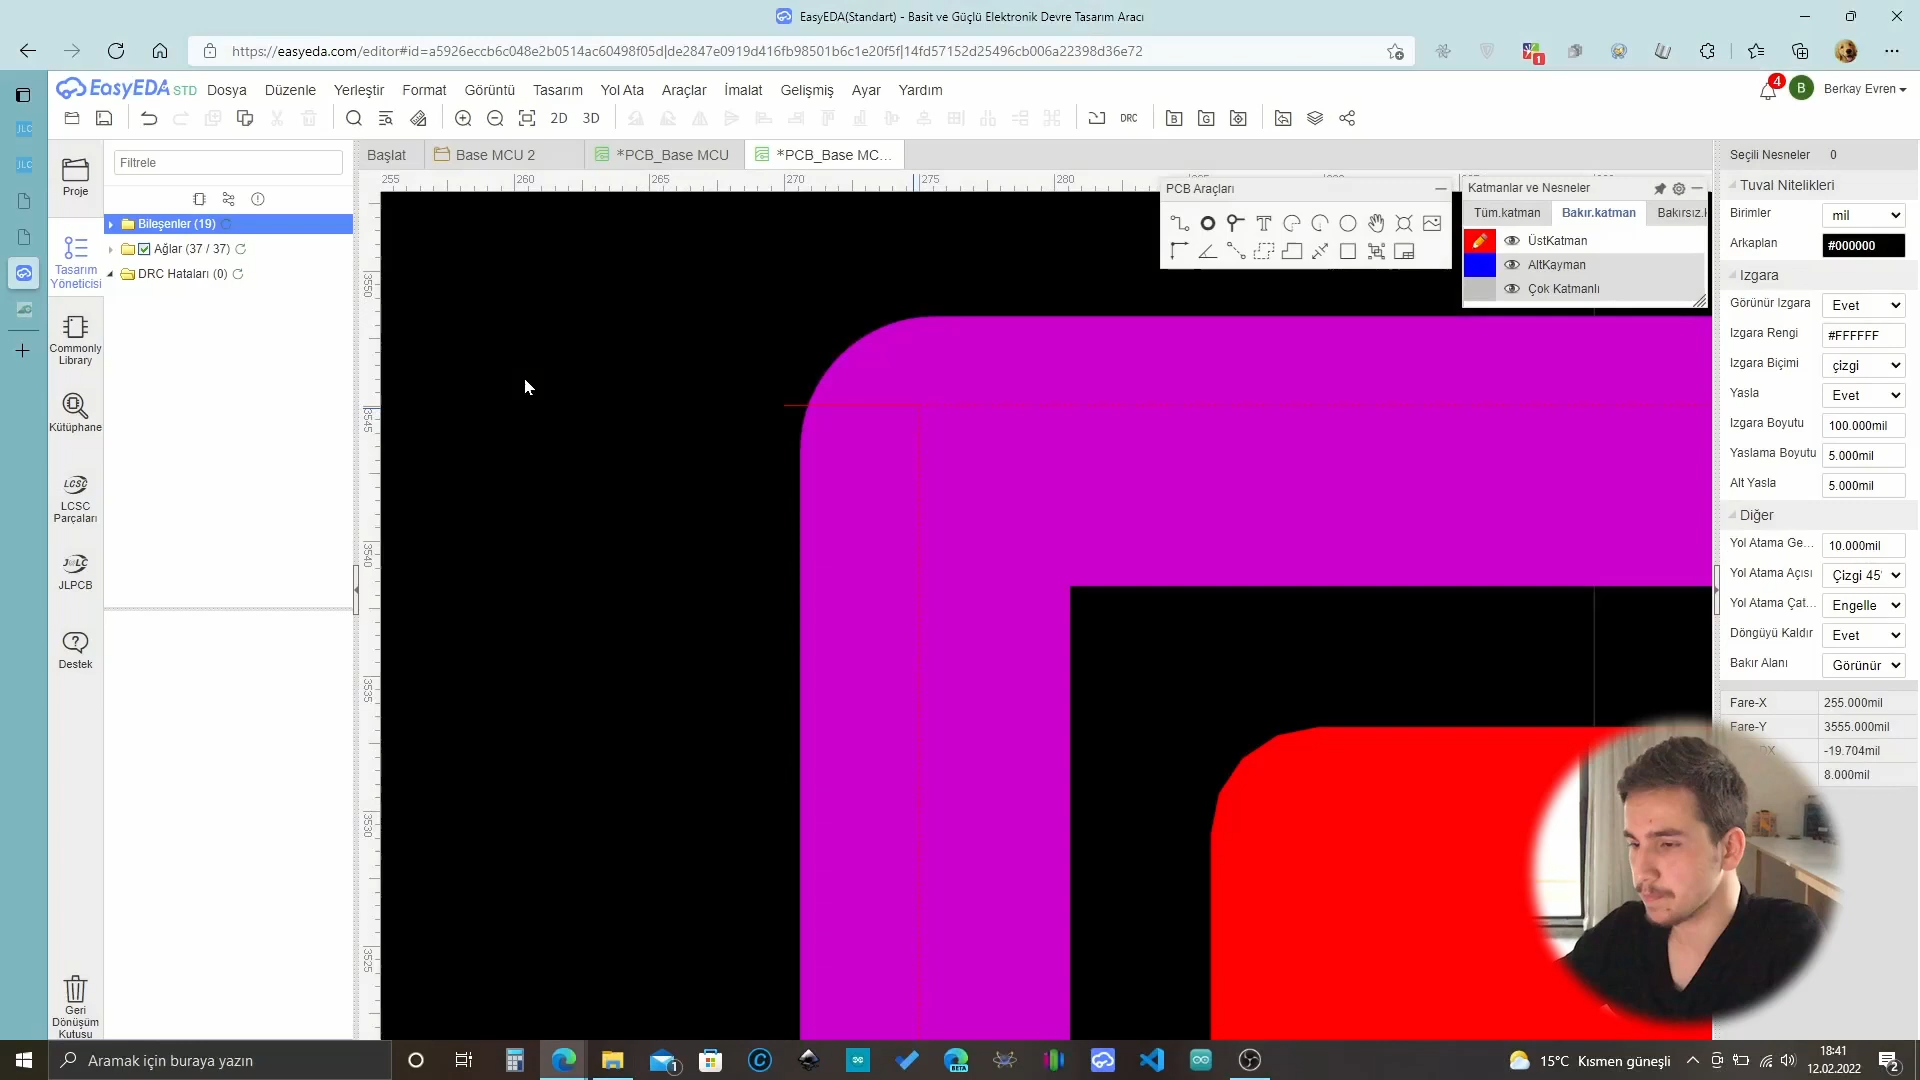 EasyEDA(Standart) - Basit ve Güçlü Elektronik Devre Tasarım Aracı
https://easyeda.com/editor#id=a5926eccb6c048e2b0514ac60498f05d|de2847e0919d416fb98501b6c1e20f5f|14fd57152d25496cb006a22398d36e72
1
EasyEDA STD
Dosya
Düzenle
Yerleştir
Format
Görüntü
Tasarım
Yol Ata
Araçlar
İmalat
Gelişmiş
Ayar
Yardım
4
B
Berkay Evren
2D
3D
DRC
JLC
JLC
Proje
Tasarım
Yöneticisi
Commonly
Library
Kütüphane
LCSC
LCSC
Parçaları
JLPCB
Destek
Geri
Dönüşüm
Kutusu
Filtrele
Bileşenler (19)
Ağlar (37 / 37)
DRC Hataları (0)
Başlat
Base MCU 2
*PCB_Base MCU
*PCB_Base MC...
255
260
265
270
275
280
3550
3545
3540
3535
3530
3525
PCB Araçları
Katmanlar ve Nesneler
Tüm.katman
Bakır.katman
ÜstKatman
AltKayman
Çok Katmanlı
Seçili Nesneler 0
Tuval Nitelikleri
Birimler mil
Arkaplan #000000
Izgara
Görünür Izgara Evet
Izgara Rengi #FFFFFF
Izgara Biçimi çizgi
Yasla Evet
Izgara Boyutu 100.000mil
Yaslama Boyutu 5.000mil
Alt Yasla 5.000mil
Diğer
Yol Atama Ge... 10.000mil
Yol Atama Açısı Çizgi 45°
Yol Atama Çat... Engelle
Döngüyü Kaldır Evet
Bakır Alanı Görünür
Fare-X 255.000mil
Fare-Y 3555.000mil
-19.704mil
8.000mil
Aramak için buraya yazın
1
BETA
15°C Kısmen güneşli
18:41
12.02.2022
2